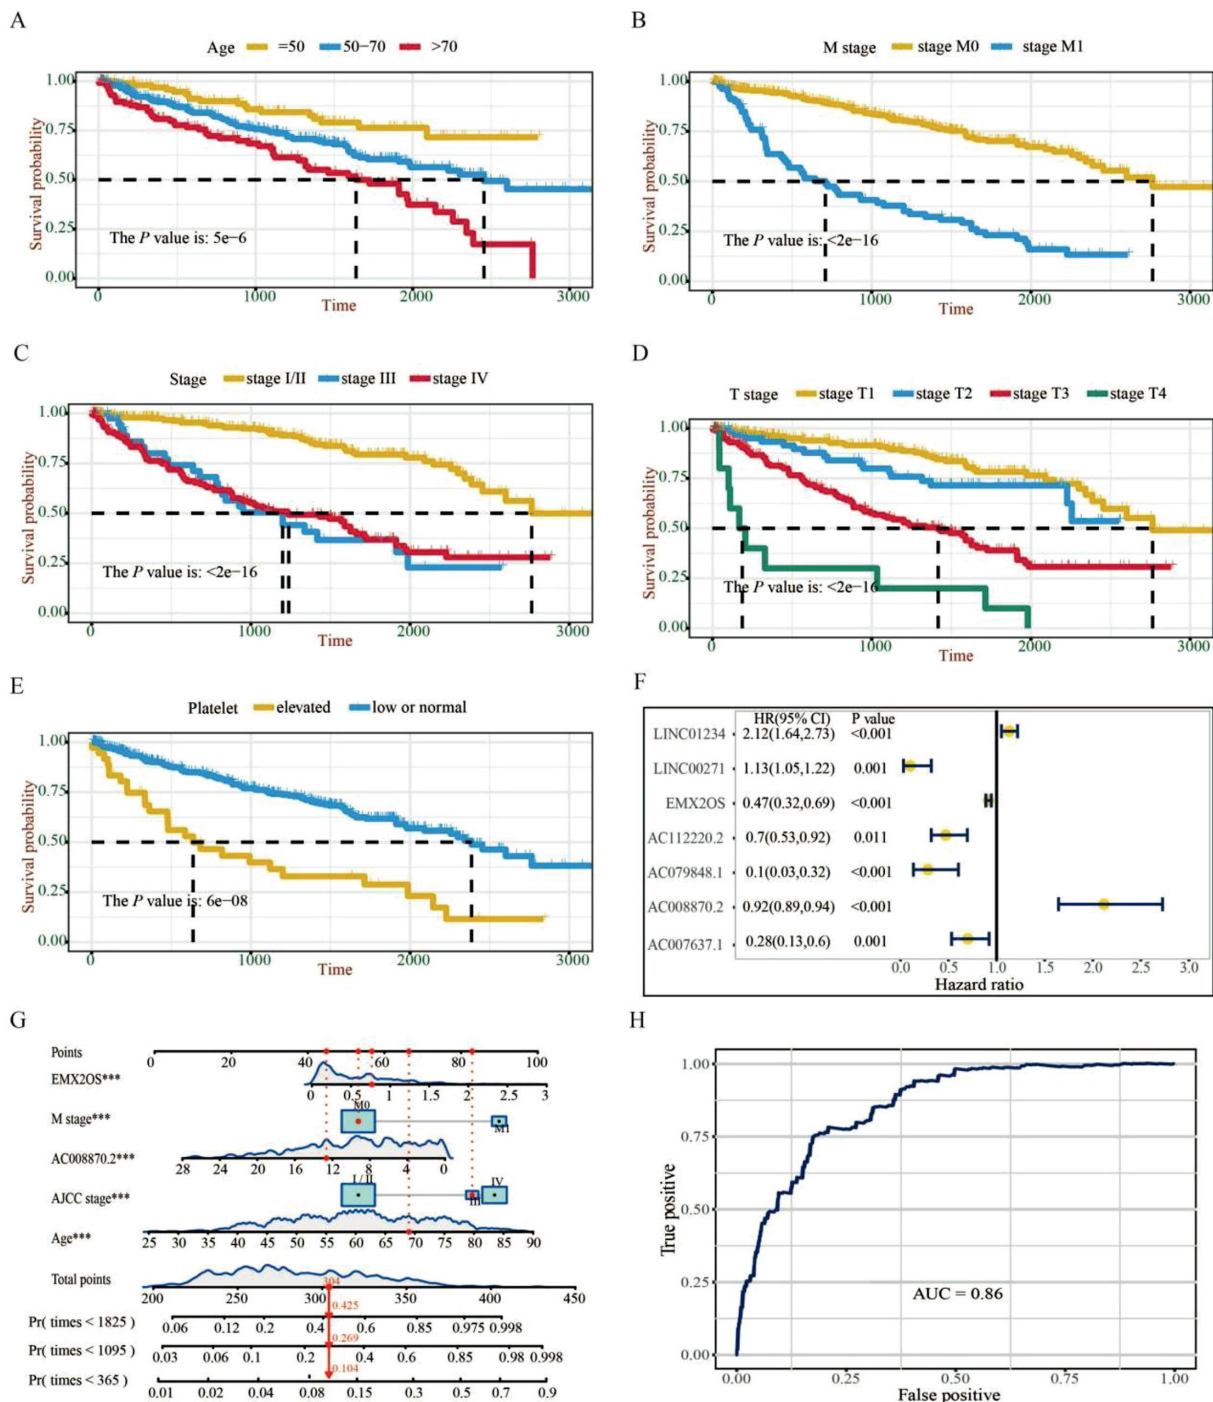 A
Age =50 50−70 >70
Survival probability
1.00
0.75
0.50
0.25
0.00
The P value is: 5e−6
0 1000 2000 3000
Time
B
M stage stage M0 stage M1
Survival probability
1.00
0.75
0.50
0.25
0.00
The P value is: <2e−16
0 1000 2000 3000
Time
C
Stage stage I/II stage III stage IV
Survival probability
1.00
0.75
0.50
0.25
0.00
The P value is: <2e−16
0 1000 2000 3000
Time
D
T stage stage T1 stage T2 stage T3 stage T4
Survival probability
1.00
0.75
0.50
0.25
0.00
The P value is: <2e−16
0 1000 2000 3000
Time
E
Platelet elevated low or normal
Survival probability
1.00
0.75
0.50
0.25
0.00
The P value is: 6e−08
0 1000 2000 3000
Time
F
HR(95% CI) P value
LINC01234 2.12(1.64,2.73) <0.001
LINC00271 1.13(1.05,1.22) 0.001
EMX2OS 0.47(0.32,0.69) <0.001
AC112220.2 0.7(0.53,0.92) 0.011
AC079848.1 0.1(0.03,0.32) <0.001
AC008870.2 0.92(0.89,0.94) <0.001
AC007637.1 0.28(0.13,0.6) 0.001
0.0 0.5 1.0 1.5 2.0 2.5 3.0
Hazard ratio
G
Points
0 20 40 60 80 100
EMX2OS***
0 0.5 1 1.5 2 2.5 3
M stage***
M0
M1
AC008870.2***
28 24 20 16 12 8 4 0
AJCC stage***
I / II
III
IV
Age***
25 30 35 40 45 50 55 60 65 70 75 80 85 90
Total points
304
200 250 300 350 400 450
0.425
Pr( times < 1825 )
0.06 0.12 0.2 0.4 0.6 0.85 0.975 0.998
0.269
Pr( times < 1095 )
0.03 0.06 0.1 0.2 0.4 0.6 0.85 0.98 0.998
0.104
Pr( times < 365 )
0.01 0.02 0.04 0.08 0.15 0.3 0.5 0.7 0.9
H
True positive
1.00
0.75
0.50
0.25
0.00
AUC = 0.86
0.00 0.25 0.50 0.75 1.00
False positive